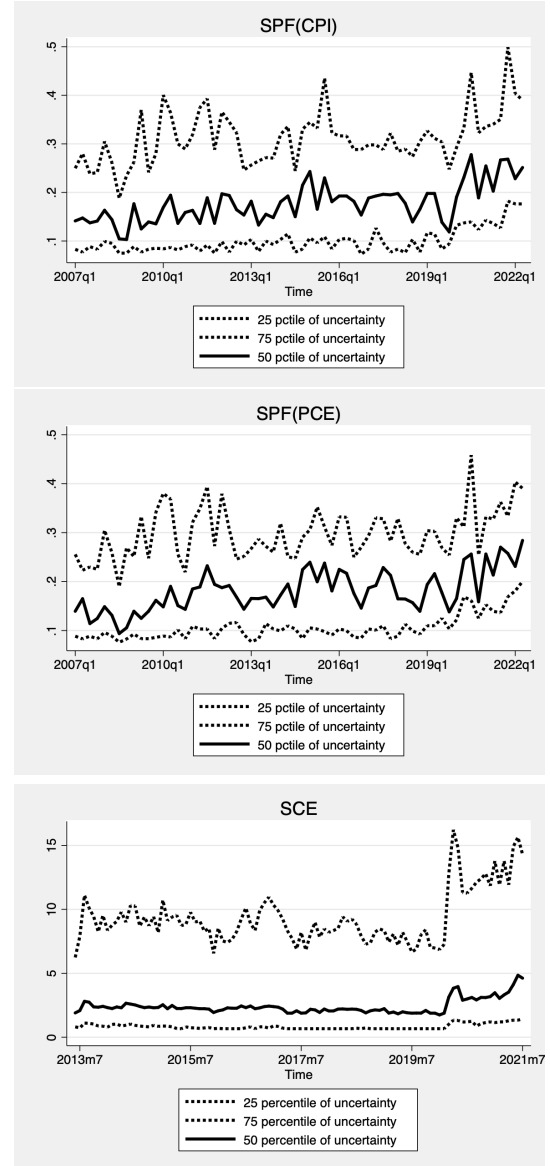 SPF(CPI)
.5
.4
.3
.2
.1
2007q1 2010q1 2013q1 2016q1 2019q1 2022q1
Time
25 pctile of uncertainty
75 pctile of uncertainty
50 pctile of uncertainty
SPF(PCE)
.5
.4
.3
.2
.1
2007q1 2010q1 2013q1 2016q1 2019q1 2022q1
Time
25 pctile of uncertainty
75 pctile of uncertainty
50 pctile of uncertainty
SCE
15
10
5
0
2013m7 2015m7 2017m7 2019m7 2021m7
Time
25 percentile of uncertainty
75 percentile of uncertainty
50 percentile of uncertainty